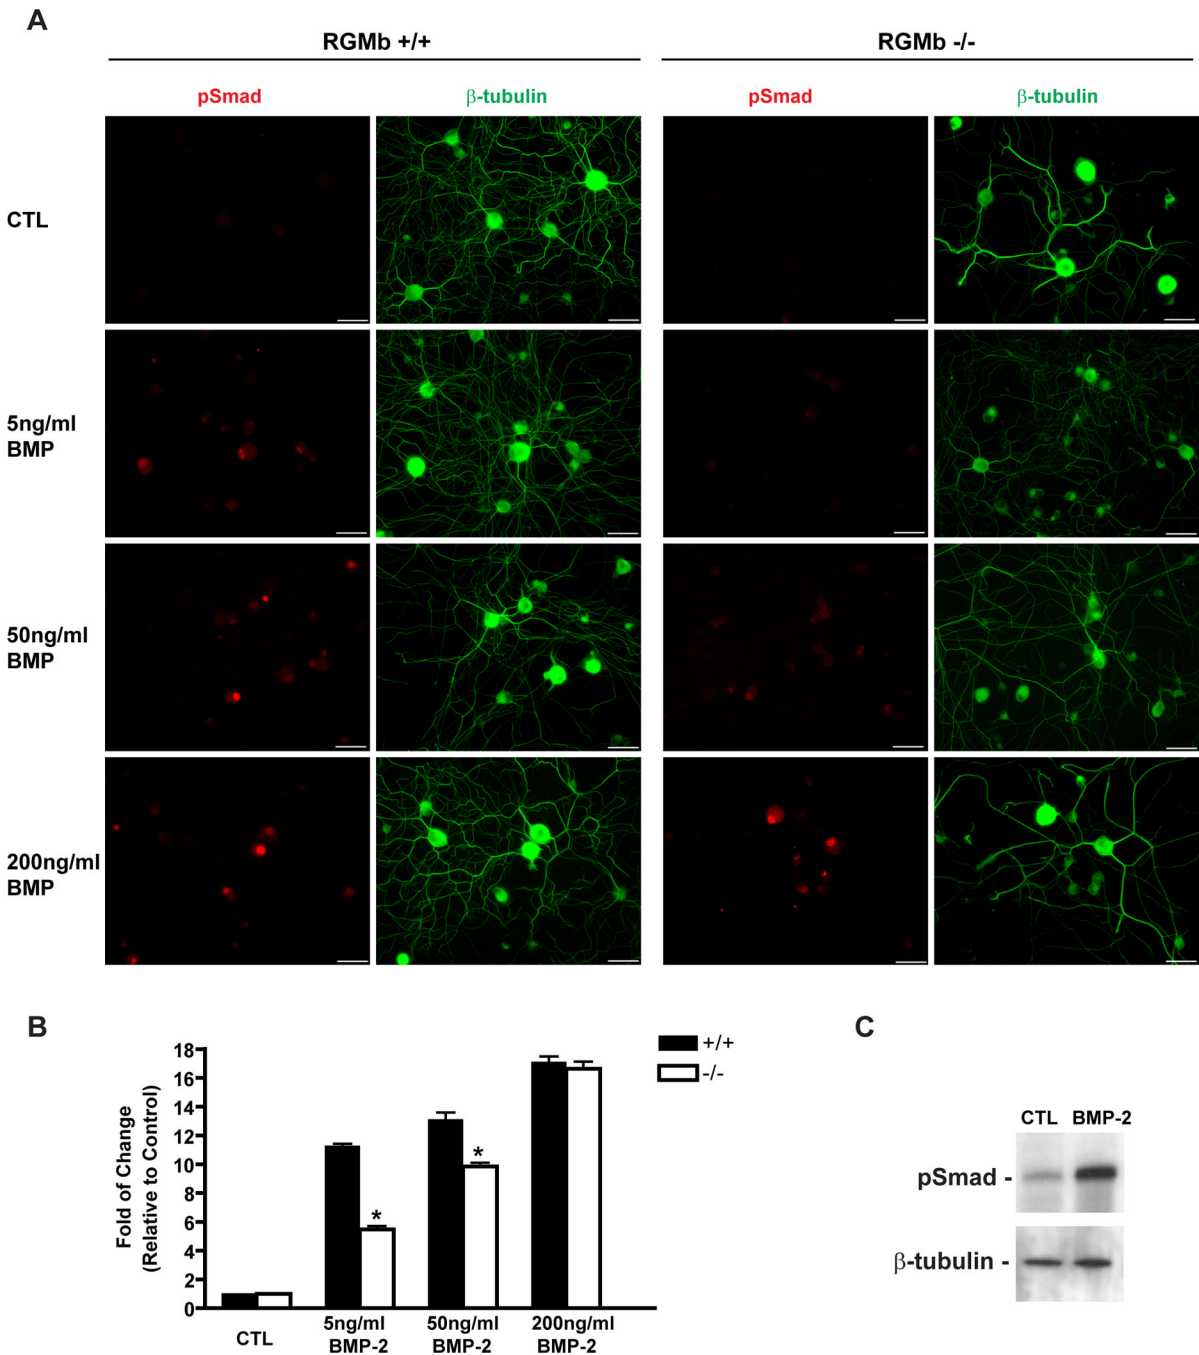 A
RGMb +/+
RGMb -/-
pSmad
β-tubulin
pSmad
β-tubulin
CTL
5ng/ml
BMP
50ng/ml
BMP
200ng/ml
BMP
B
Fold of Change
(Relative to Control)
18
16
14
12
10
8
6
4
2
0
*
*
+/+
-/-
CTL
5ng/ml
BMP-2
50ng/ml
BMP-2
200ng/ml
BMP-2
C
CTL BMP-2
pSmad -
β-tubulin -